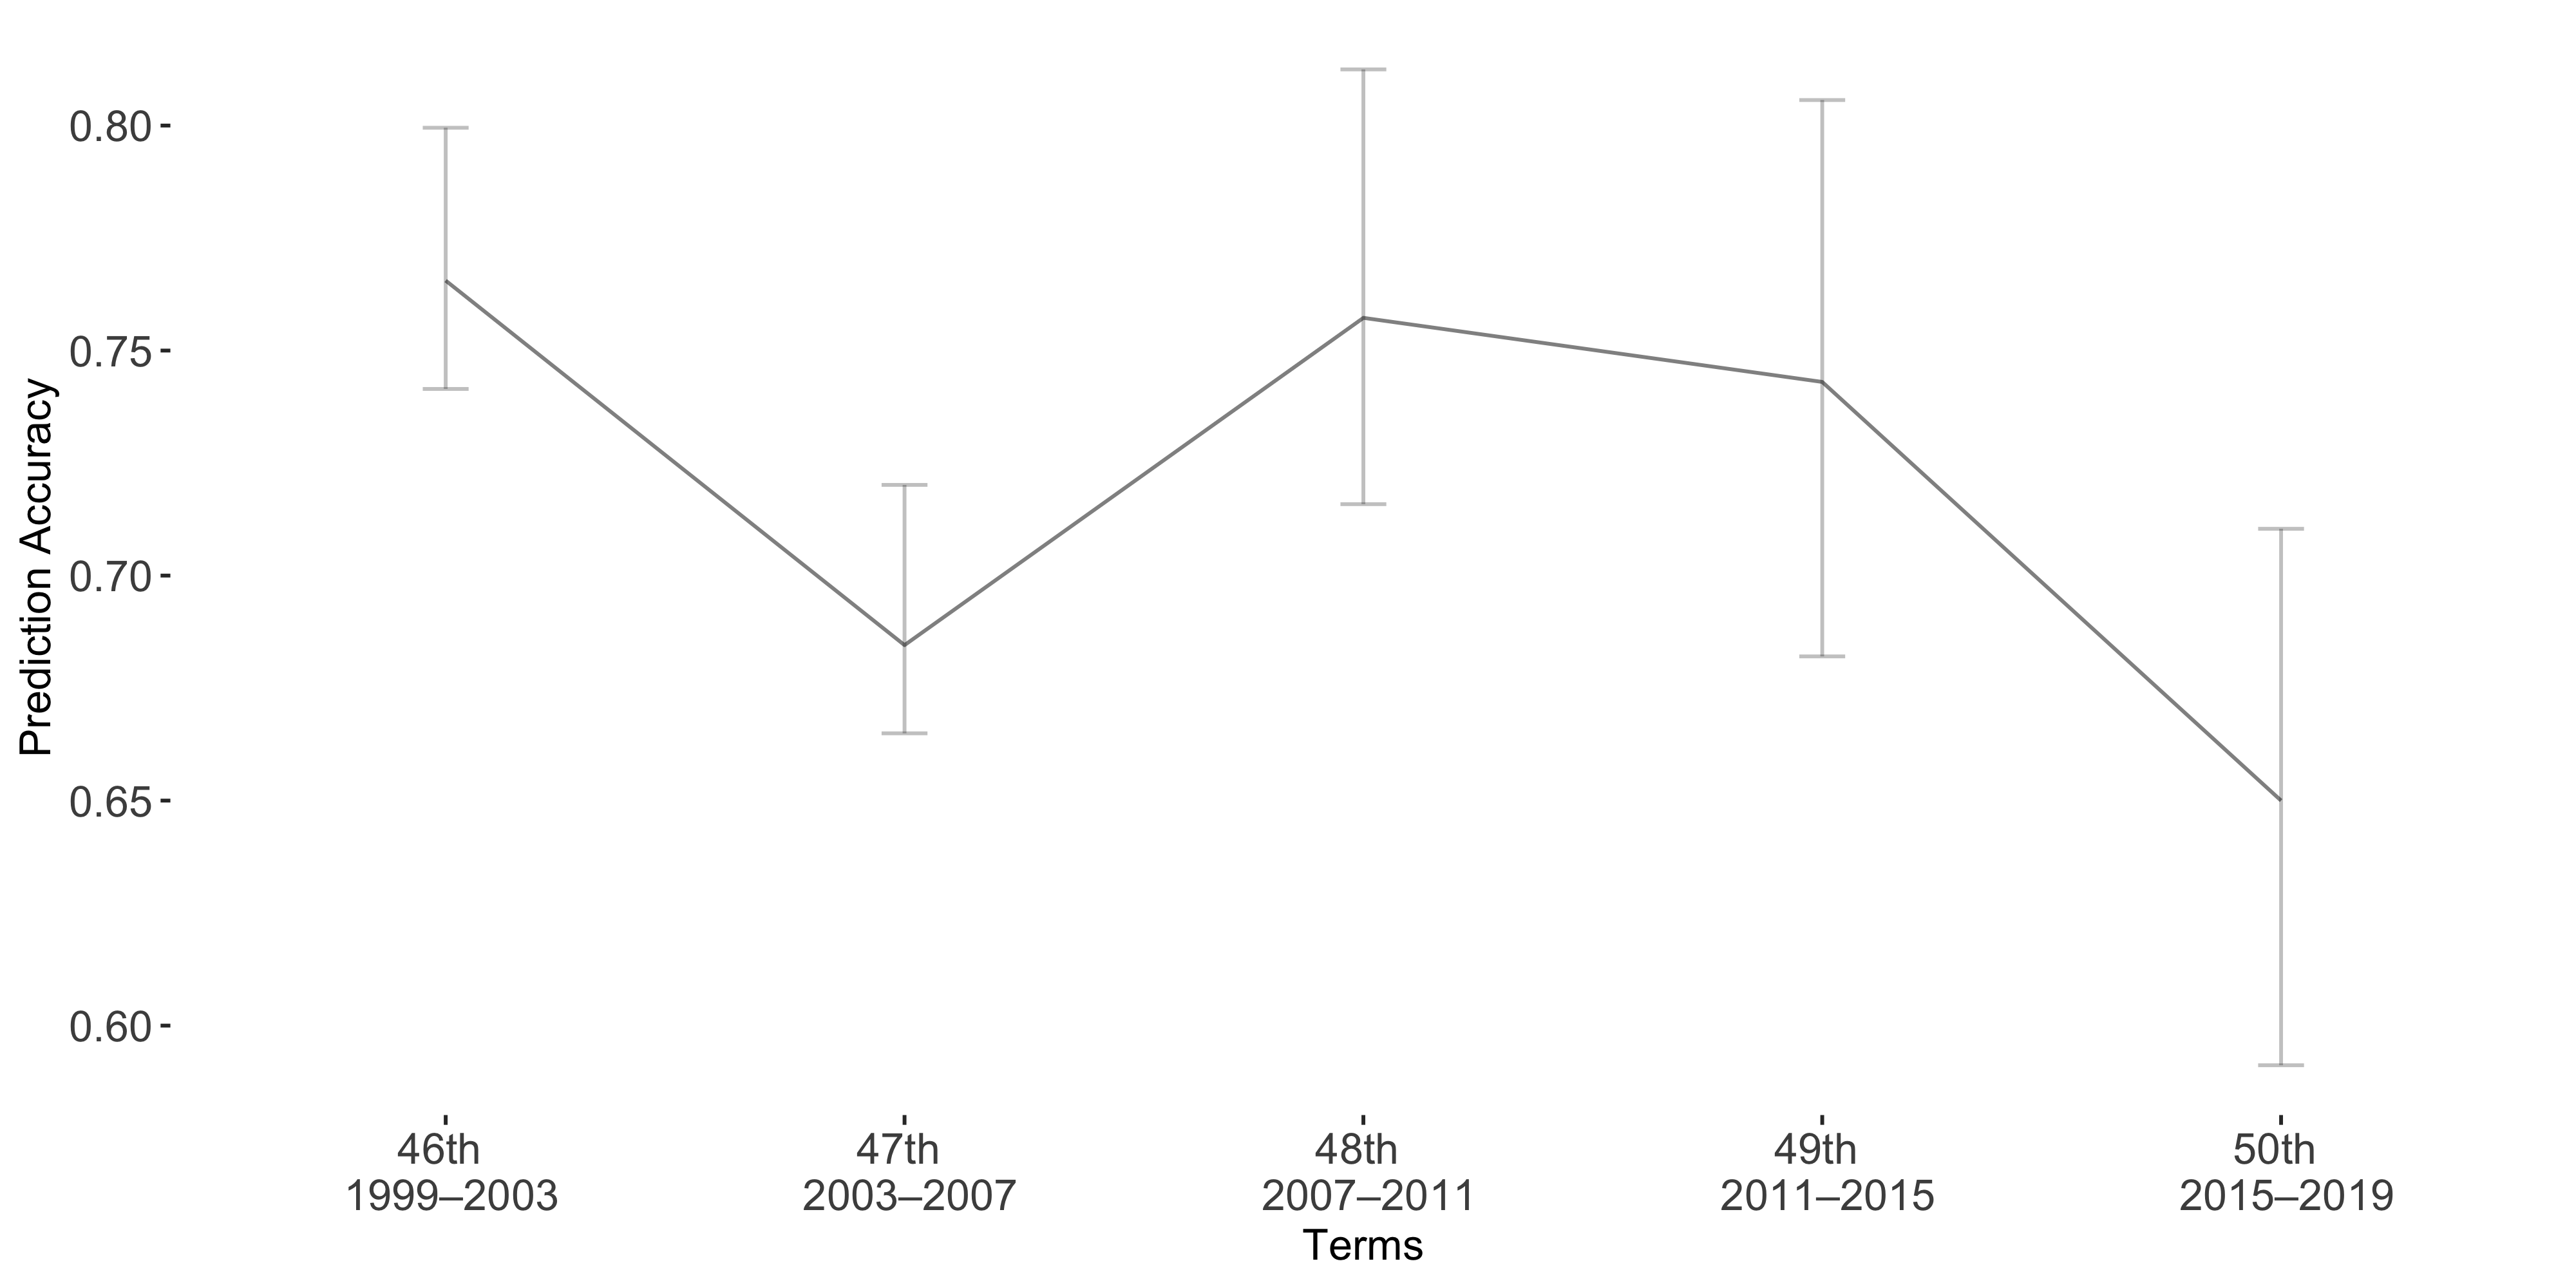 Prediction Accuracy
0.80
0.75
0.70
0.65
0.60
46th
1999–2003
47th
2003–2007
48th
2007–2011
49th
2011–2015
50th
2015–2019
Terms